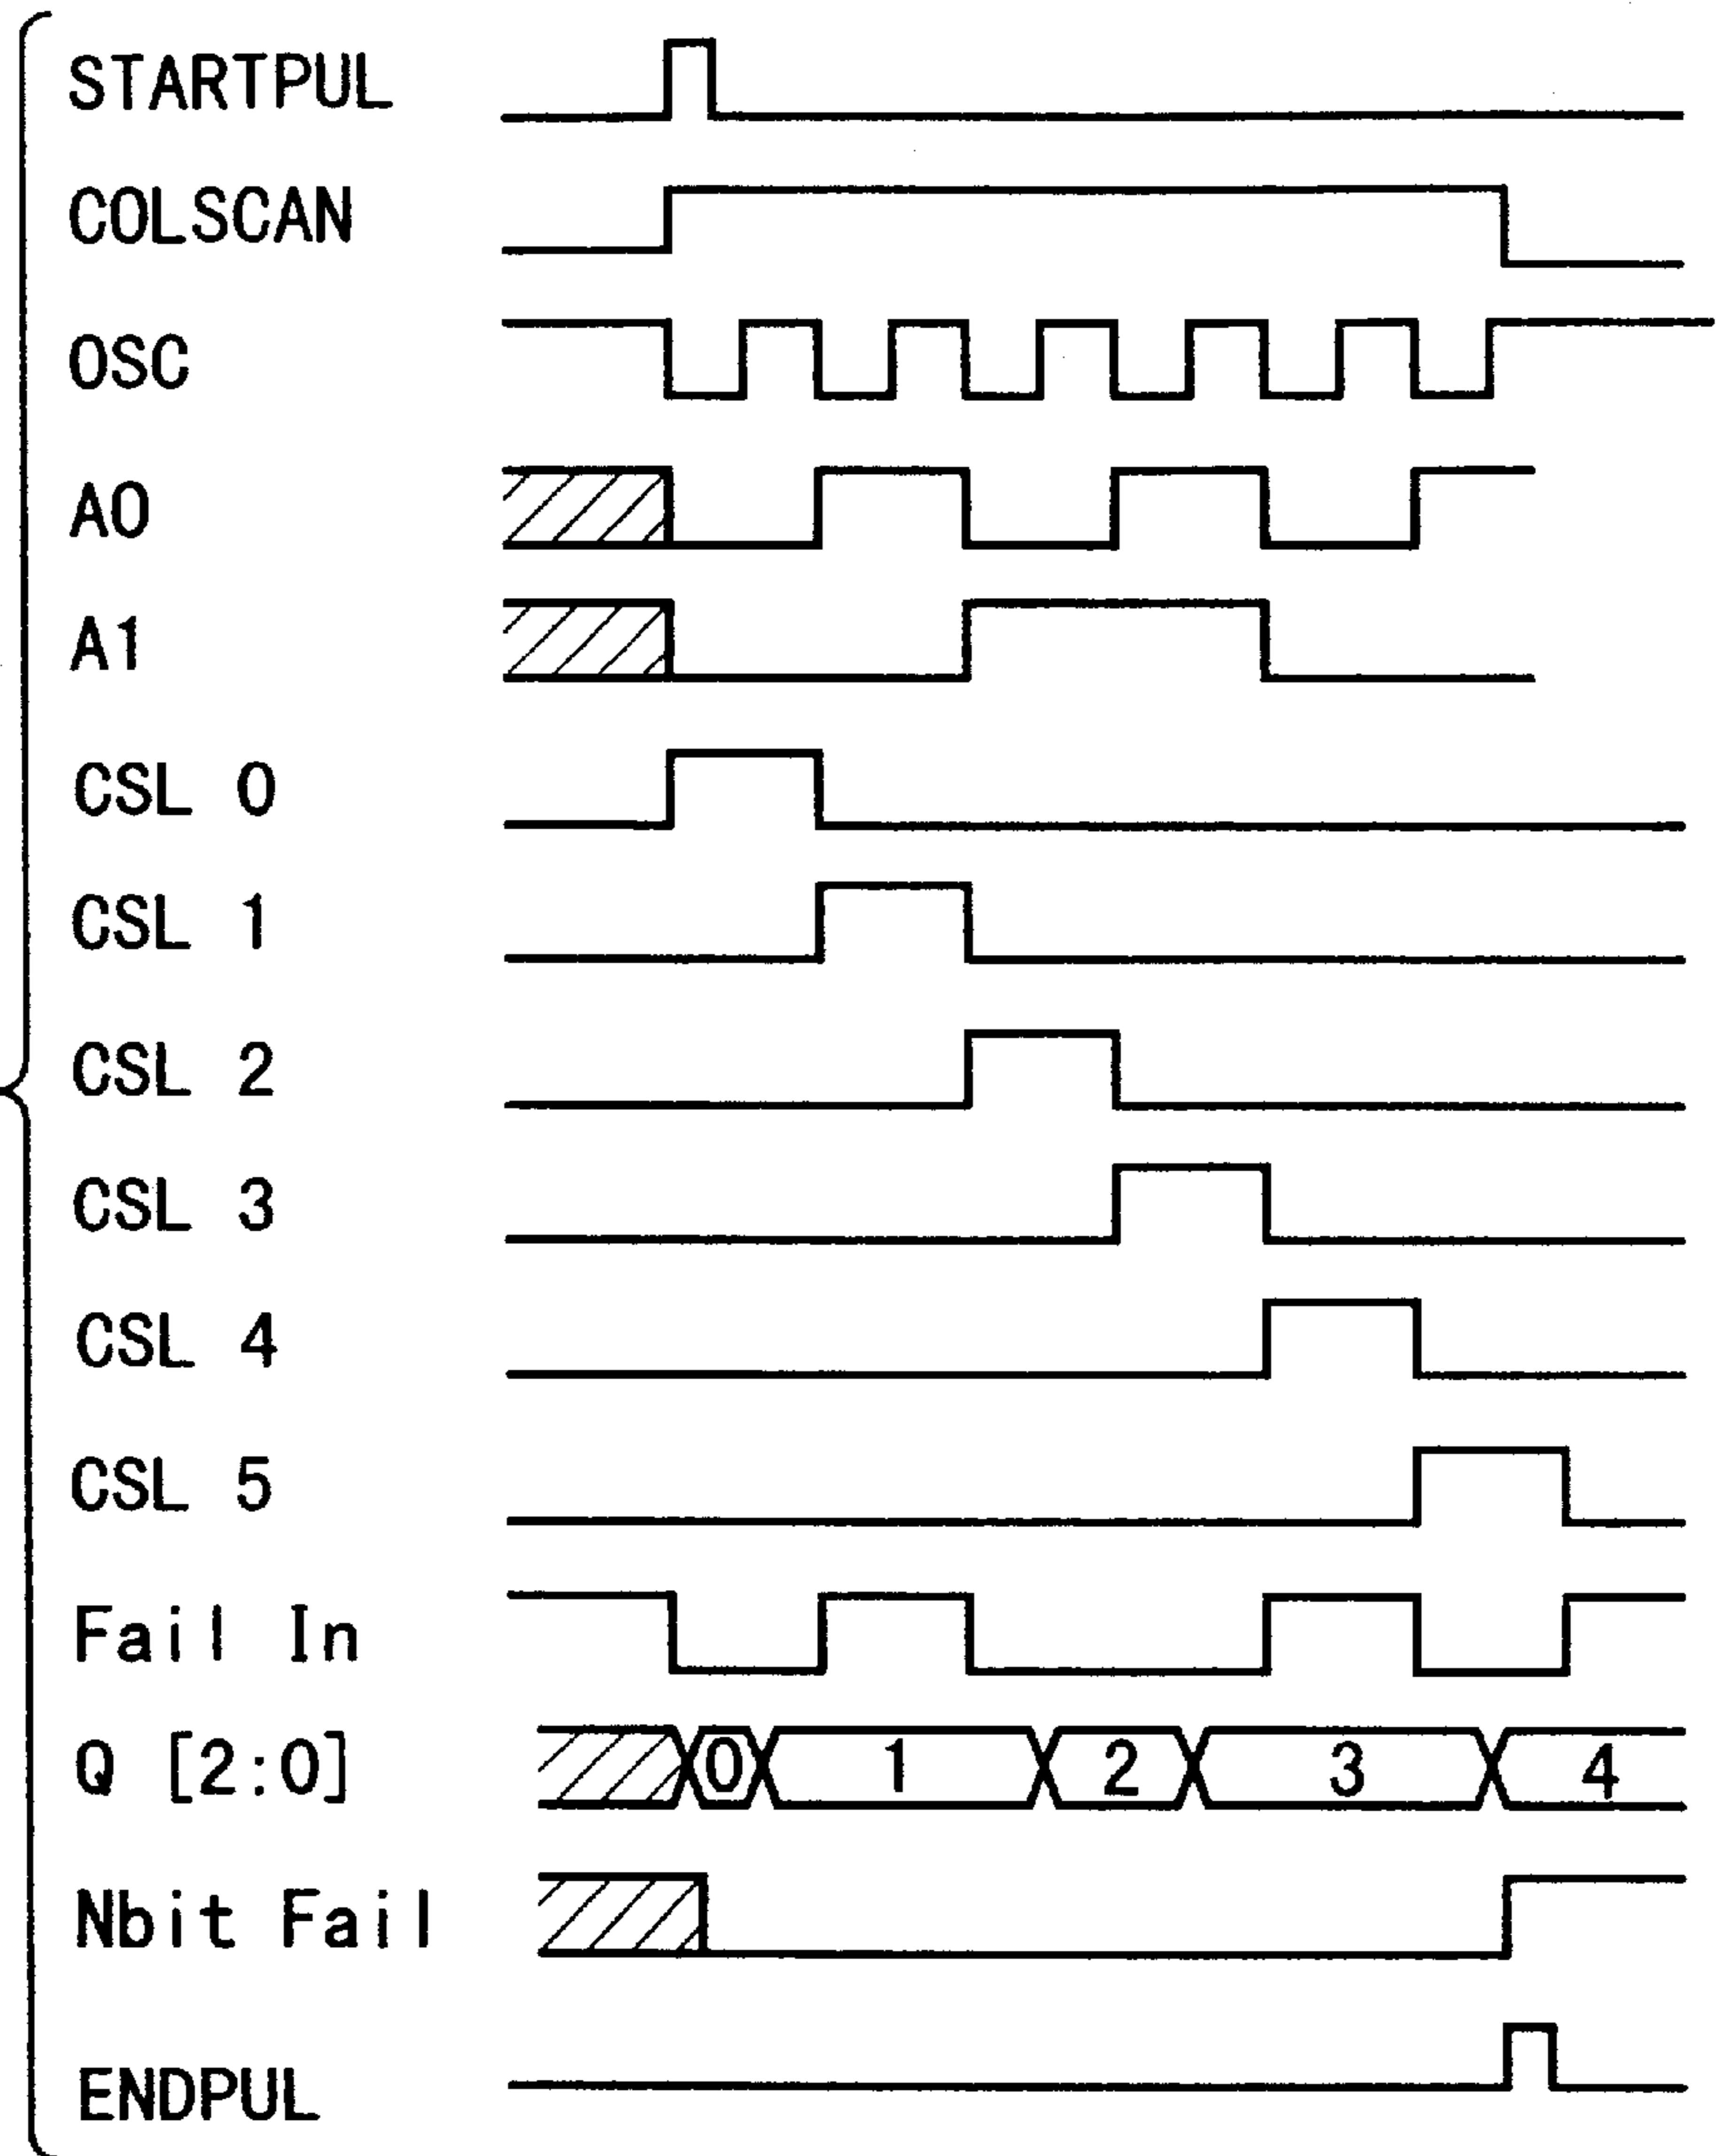 STARTPUL
COLSCAN
OSC
A0
A1
CSL 0
CSL 1
CSL 2
CSL 3
CSL 4
CSL 5
Fail In
Q [2:0] 0 1 2 3 4
Nbit Fail
ENDPUL